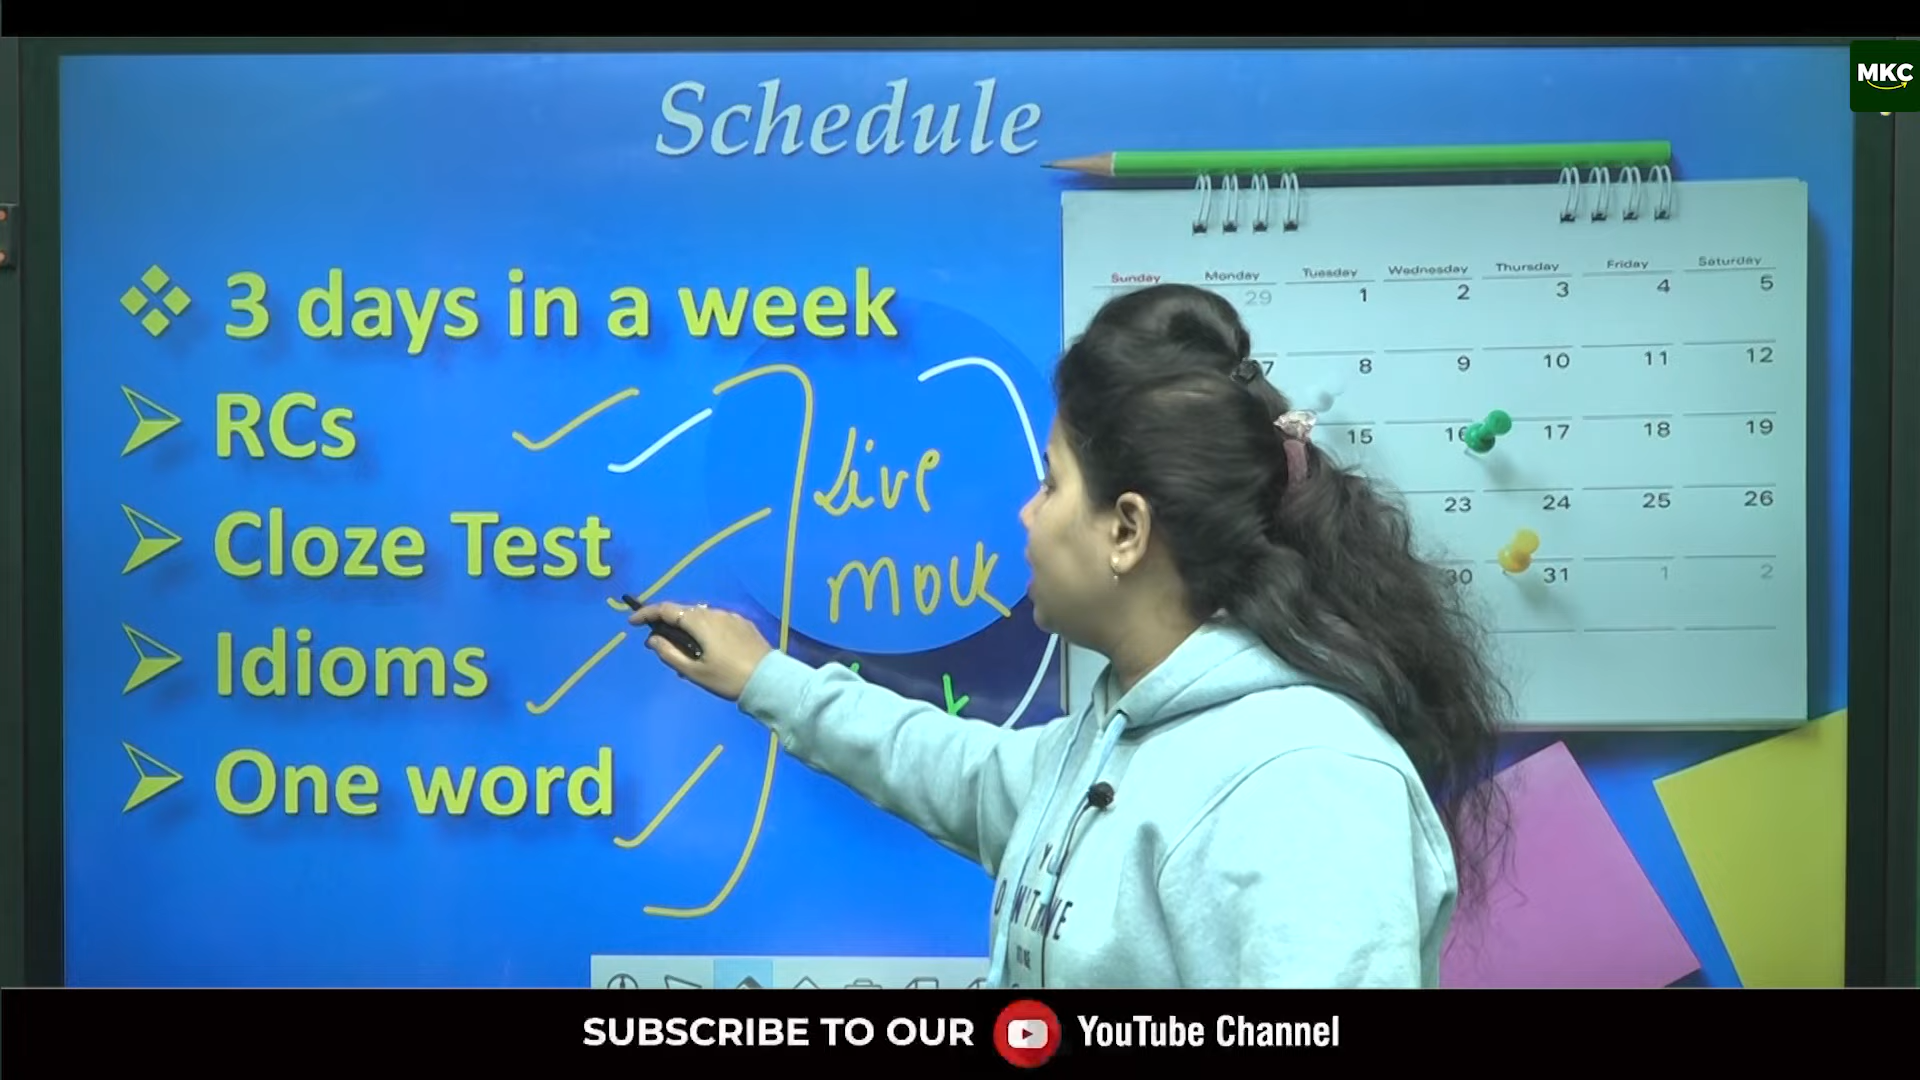 MKC
Schedule
3 days in a week
RCs
Cloze Test
Idioms
One word
Live
Mock
Sunday Monday Tuesday Wednesday Thursday Friday Saturday
29 1 2 3 4 5
7 8 9 10 11 12
15 16 17 18 19
23 24 25 26
30 31 1 2
SUBSCRIBE TO OUR YouTube Channel